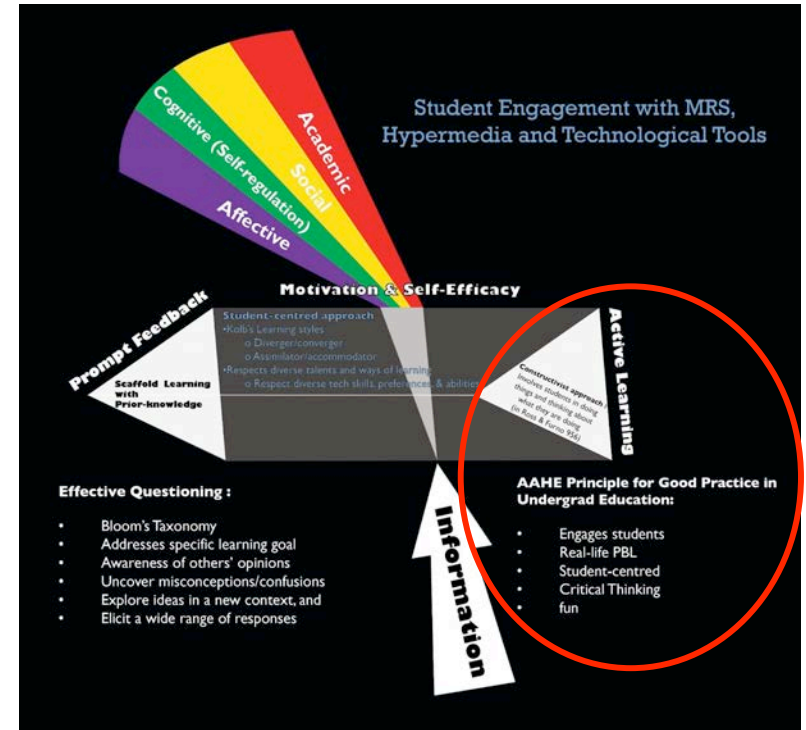 Student Engagement with MRS,
Hypermedia and Technological Tools
Academic
Social
Cognitive (Self-regulation)
Affective
Motivation & Self-Efficacy
Prompt Feedback
Scaffold Learning
with
Prior-knowledge
Student-centred approach
•Kolb's Learning styles
o Diverger/converger
o Assimilator/accommodator
•Respects diverse talents and ways of learning
o Respect diverse tech skills, preferences, & abilities
Constructivist approach:
Involves students in doing
things and thinking about
what they are doing
(in Ross & Furno 956)
Active Learning
Effective Questioning :
• Bloom's Taxonomy
• Addresses specific learning goal
• Awareness of others' opinions
• Uncover misconceptions/confusions
• Explore ideas in a new context, and
• Elicit a wide range of responses
Information
AAHE Principle for Good Practice in
Undergrad Education:
• Engages students
• Real-life PBL
• Student-centred
• Critical Thinking
• fun